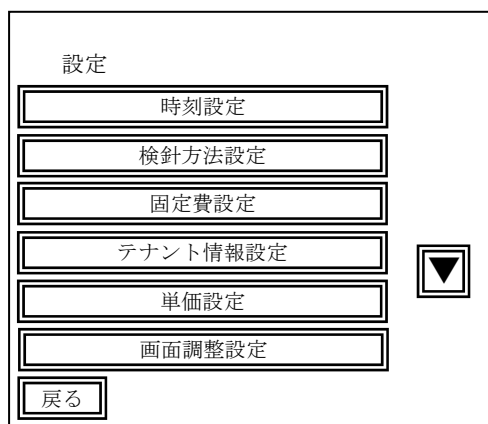 設定
時刻設定
検針方法設定
固定費設定
テナント情報設定
▼
単価設定
画面調整設定
戻る